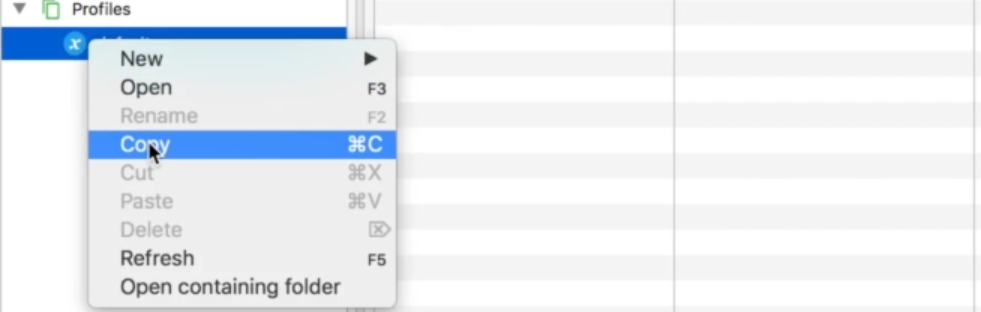 Profiles
New
Open F3
Rename F2
Copy ⌘C
Cut ⌘X
Paste ⌘V
Delete ⌦
Refresh F5
Open containing folder